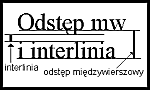 Odstęp mw
i interlinia
interlinia
odstęp międzywierszowy